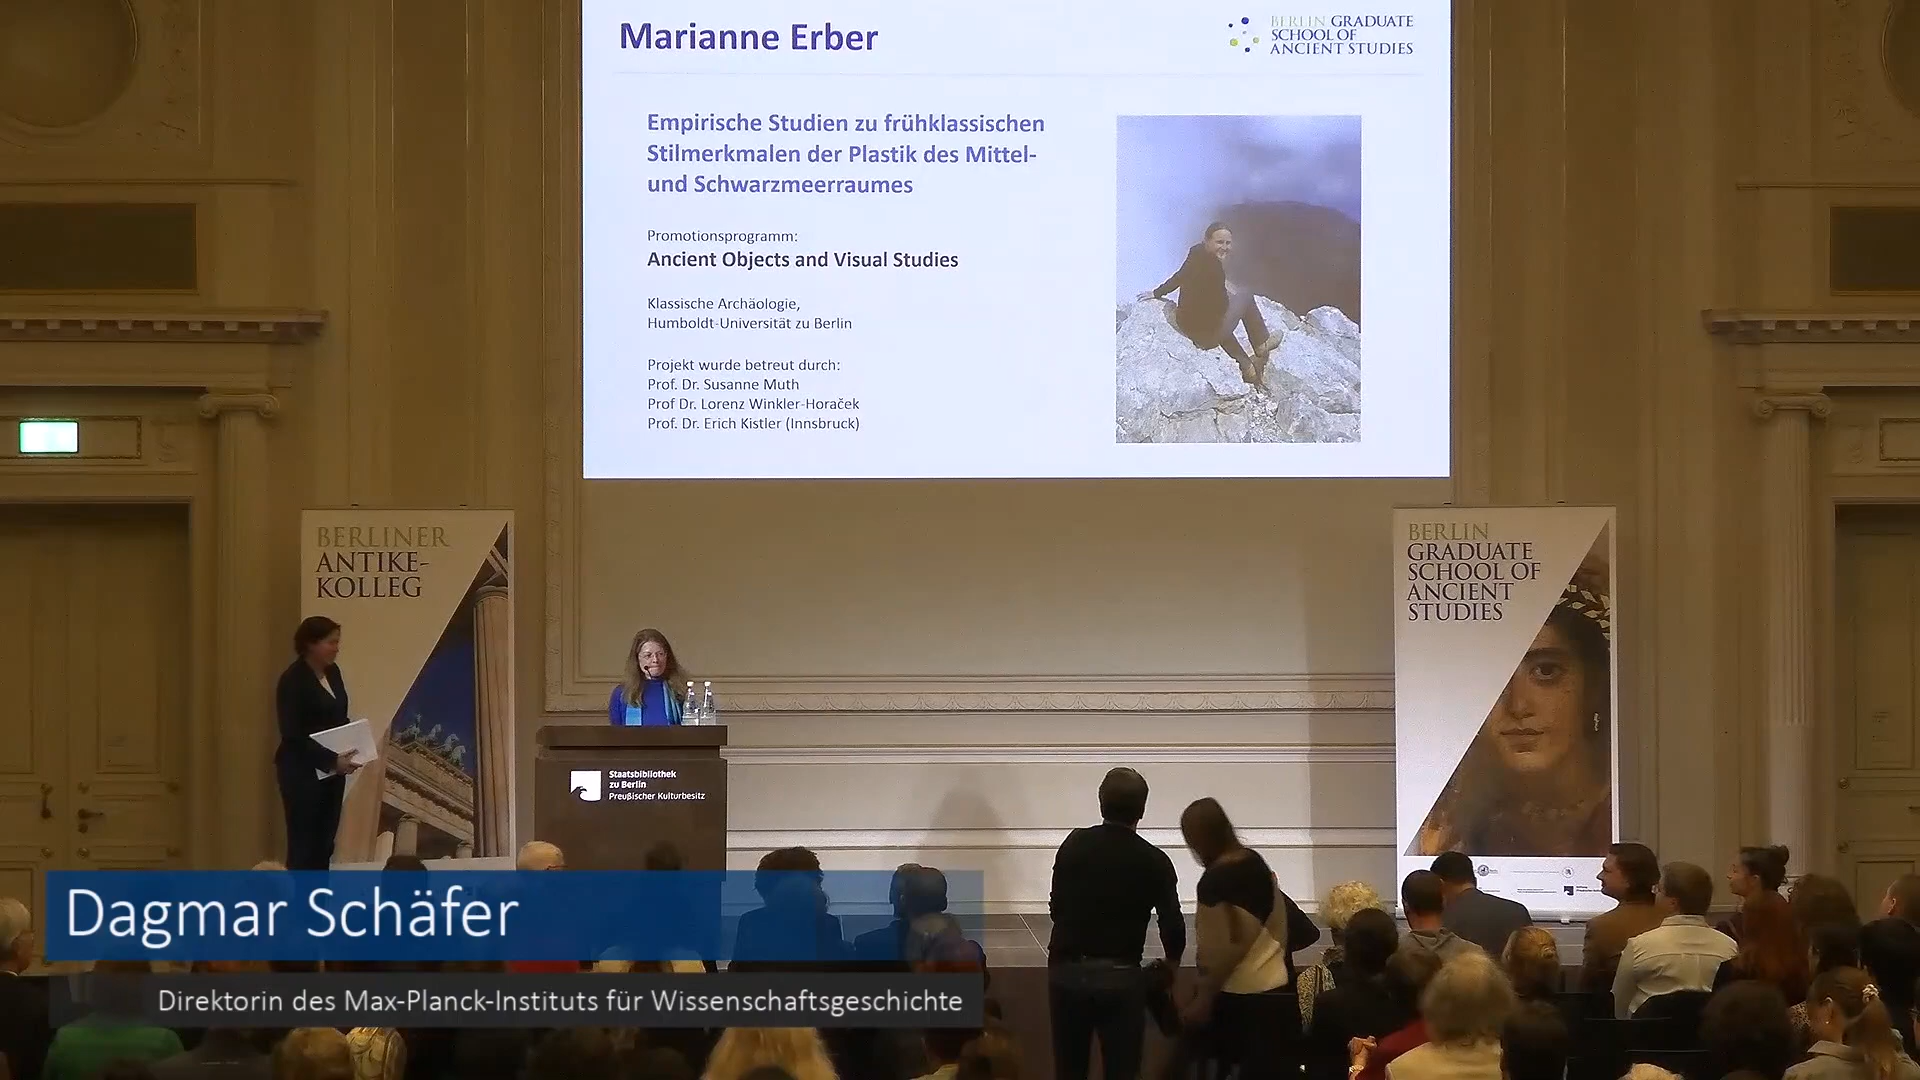 Marianne Erber
BERLIN GRADUATE
SCHOOL OF
ANCIENT STUDIES
Empirische Studien zu frühklassischen
Stilmerkmalen der Plastik des Mittel-
und Schwarzmeerraumes
Promotionsprogramm:
Ancient Objects and Visual Studies
Klassische Archäologie,
Humboldt-Universität zu Berlin
Projekt wurde betreut durch:
Prof. Dr. Susanne Muth
Prof Dr. Lorenz Winkler-Horaček
Prof. Dr. Erich Kistler (Innsbruck)
BERLINER
ANTIKE-
KOLLEG
BERLIN
GRADUATE
SCHOOL OF
ANCIENT
STUDIES
Staatsbibliothek
zu Berlin
Preußischer Kulturbesitz
Dagmar Schäfer
Direktorin des Max-Planck-Instituts für Wissenschaftsgeschichte